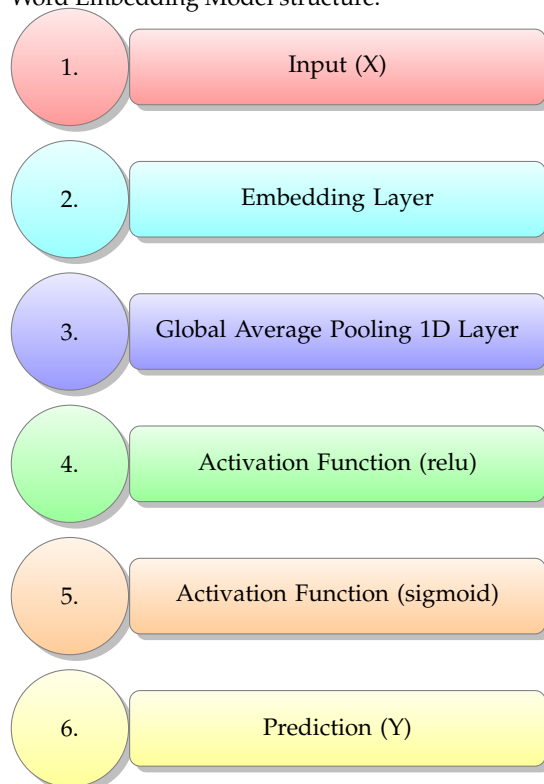 Word Embedding Model structure.
1. Input (X)
2. Embedding Layer
3. Global Average Pooling 1D Layer
4. Activation Function (relu)
5. Activation Function (sigmoid)
6. Prediction (Y)